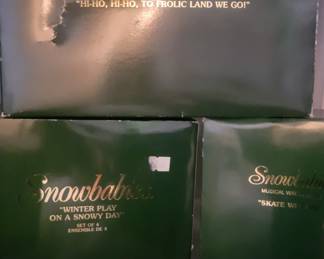 "HI-HO, HI-HO, TO FROLIC LAND WE GO!"
Snowbabies
"WINTER PLAY
ON A SNOWY DAY"
SET OF 4
ENSEMBLE DE 4
Snowbabies
MUSICAL
"SKATE